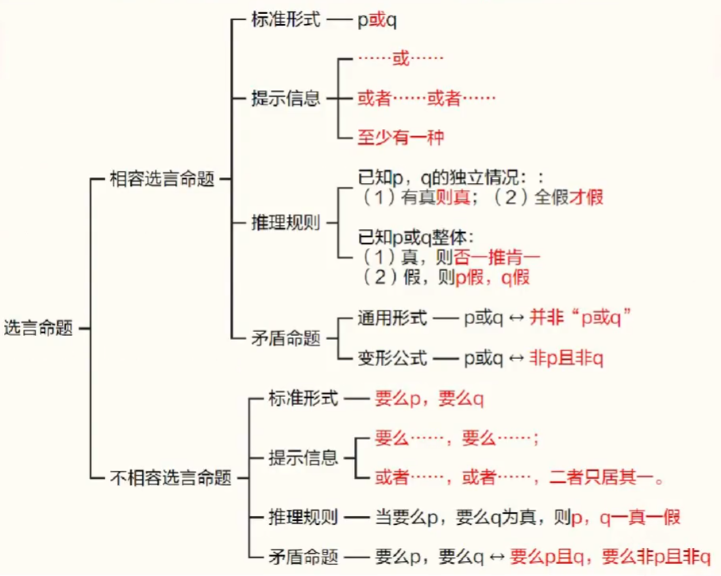 选言命题
相容选言命题
标准形式
p或q
提示信息
……或……
或者……或者……
至少有一种
推理规则
已知p，q的独立情况：：
（1）有真则真；（2）全假才假
已知p或q整体：
（1）真，则否一推肯一
（2）假，则p假，q假
矛盾命题
通用形式
p或q ↔ 并非“p或q”
变形公式
p或q ↔ 非p且非q
不相容选言命题
标准形式
要么p，要么q
提示信息
要么……，要么……；
或者……，或者……，二者只居其一。
推理规则
当要么p，要么q为真，则p，q一真一假
矛盾命题
要么p，要么q ↔ 要么p且q，要么非p且非q